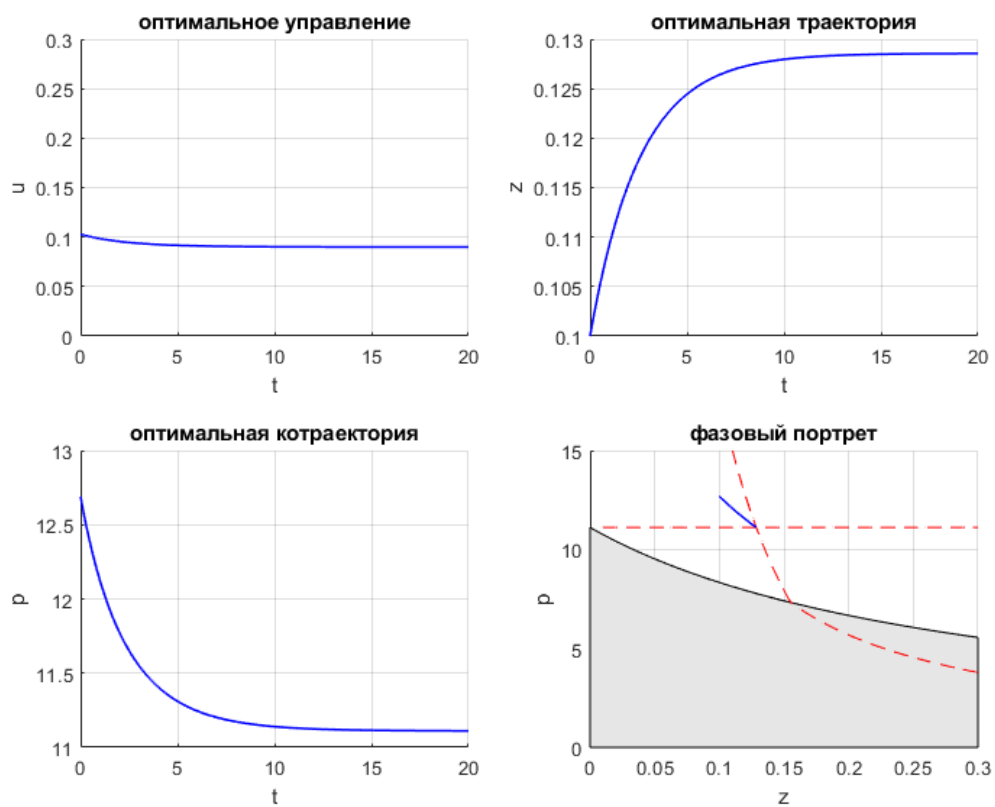 оптимальное управление
0.3
0.25
0.2
0.15
0.1
0.05
0
u
0 5 10 15 20
t
оптимальная траектория
0.13
0.125
0.12
0.115
0.11
0.105
0.1
z
0 5 10 15 20
t
оптимальная котраектория
13
12.5
12
11.5
11
p
0 5 10 15 20
t
фазовый портрет
15
10
5
0
p
0 0.05 0.1 0.15 0.2 0.25 0.3
z